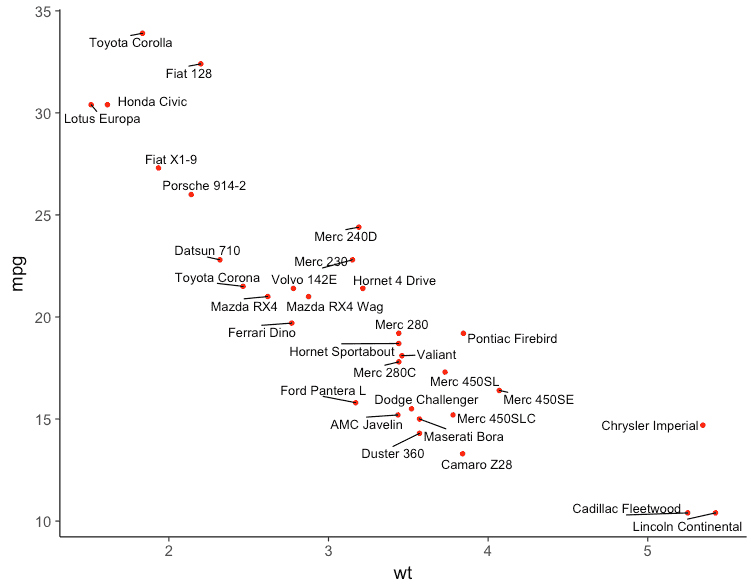 35
Toyota Corolla
Fiat 128
30
Honda Civic
Lotus Europa
Fiat X1-9
Porsche 914-2
25
Merc 240D
Datsun 710
Merc 230
Toyota Corona
Volvo 142E
Hornet 4 Drive
mpg
Mazda RX4
Mazda RX4 Wag
20
Merc 280
Ferrari Dino
Pontiac Firebird
Hornet Sportabout
Valiant
Merc 280C
Merc 450SL
Ford Pantera L
Dodge Challenger
Merc 450SE
15
AMC Javelin
Merc 450SLC
Chrysler Imperial
Maserati Bora
Duster 360
Camaro Z28
Cadillac Fleetwood
10
Lincoln Continental
2
3
4
5
wt